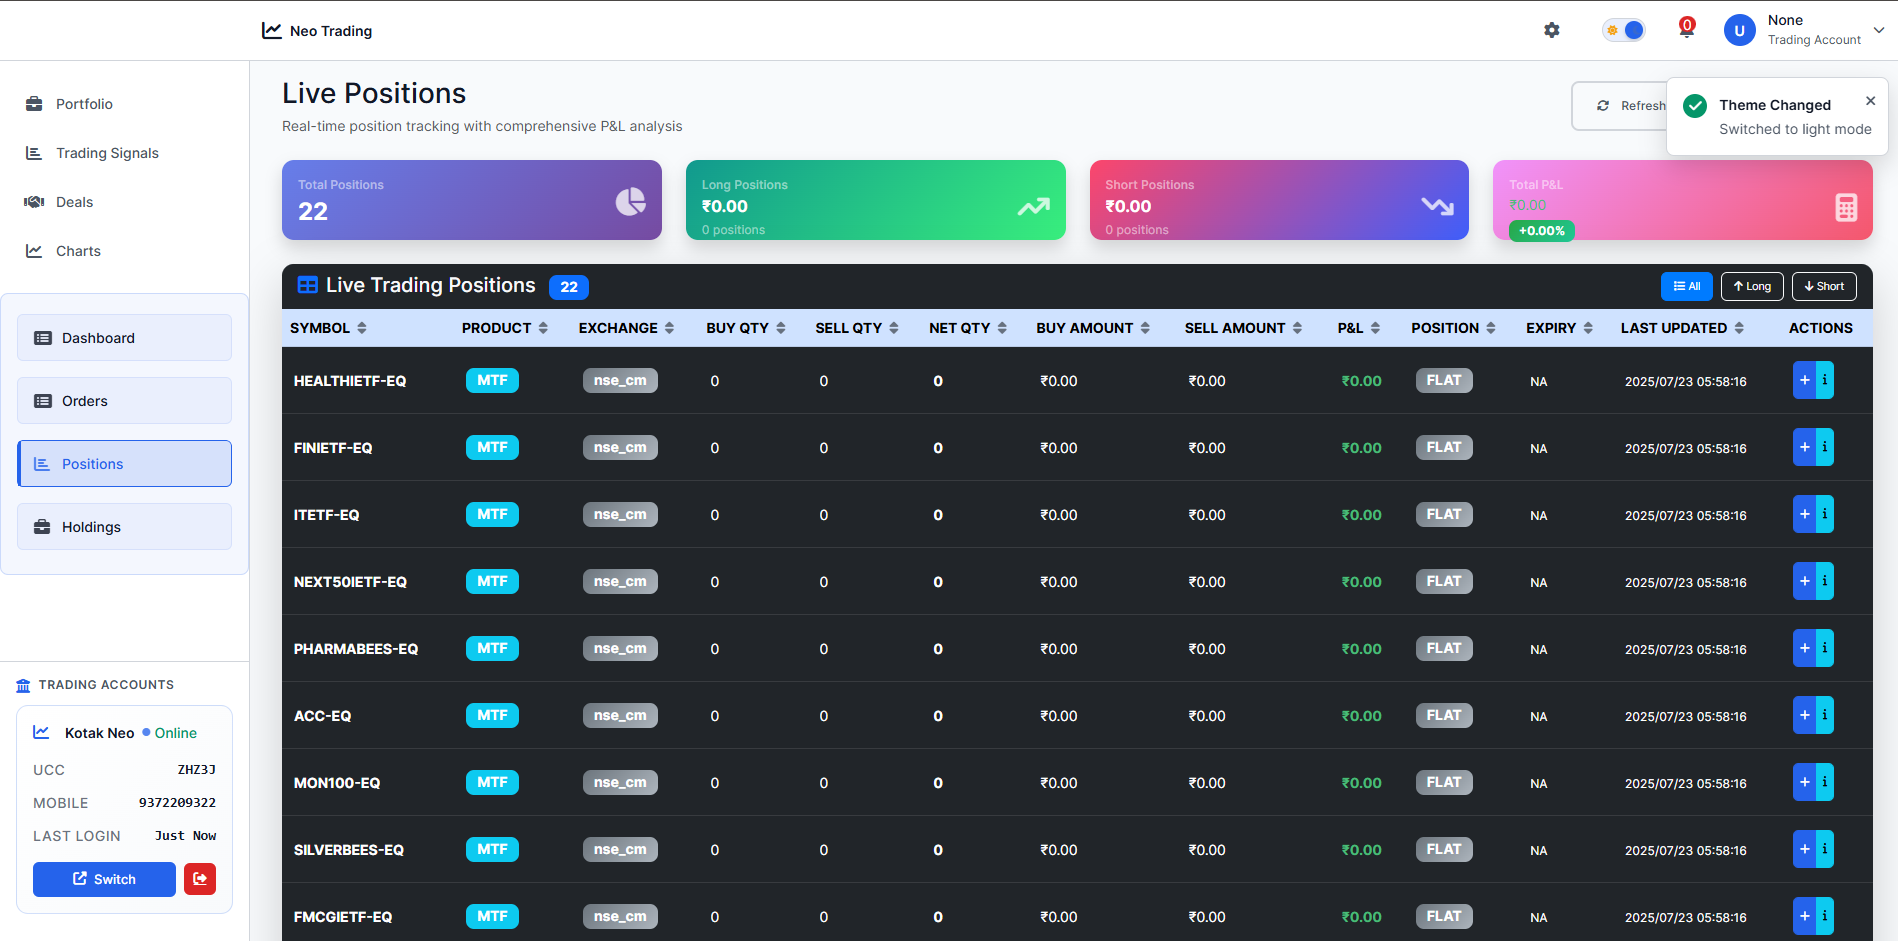 Neo Trading
0
U
None
Trading Account
Portfolio
Trading Signals
Deals
Charts
Dashboard
Orders
Positions
Holdings
TRADING ACCOUNTS
Kotak Neo Online
UCC ZHZ3J
MOBILE 9372209322
LAST LOGIN Just Now
Switch
Live Positions
Real-time position tracking with comprehensive P&L analysis
Refresh
Theme Changed
Switched to light mode
Total Positions
22
Long Positions
₹0.00
0 positions
Short Positions
₹0.00
0 positions
Total P&L
₹0.00
+0.00%
Live Trading Positions 22
All Long Short
SYMBOL PRODUCT EXCHANGE BUY QTY SELL QTY NET QTY BUY AMOUNT SELL AMOUNT P&L POSITION EXPIRY LAST UPDATED ACTIONS
HEALTHIETF-EQ MTF nse_cm 0 0 0 ₹0.00 ₹0.00 ₹0.00 FLAT NA 2025/07/23 05:58:16 + i
FINIETF-EQ MTF nse_cm 0 0 0 ₹0.00 ₹0.00 ₹0.00 FLAT NA 2025/07/23 05:58:16 + i
ITETF-EQ MTF nse_cm 0 0 0 ₹0.00 ₹0.00 ₹0.00 FLAT NA 2025/07/23 05:58:16 + i
NEXT50IETF-EQ MTF nse_cm 0 0 0 ₹0.00 ₹0.00 ₹0.00 FLAT NA 2025/07/23 05:58:16 + i
PHARMABEES-EQ MTF nse_cm 0 0 0 ₹0.00 ₹0.00 ₹0.00 FLAT NA 2025/07/23 05:58:16 + i
ACC-EQ MTF nse_cm 0 0 0 ₹0.00 ₹0.00 ₹0.00 FLAT NA 2025/07/23 05:58:16 + i
MON100-EQ MTF nse_cm 0 0 0 ₹0.00 ₹0.00 ₹0.00 FLAT NA 2025/07/23 05:58:16 + i
SILVERBEES-EQ MTF nse_cm 0 0 0 ₹0.00 ₹0.00 ₹0.00 FLAT NA 2025/07/23 05:58:16 + i
FMCGIETF-EQ MTF nse_cm 0 0 0 ₹0.00 ₹0.00 ₹0.00 FLAT NA 2025/07/23 05:58:16 + i